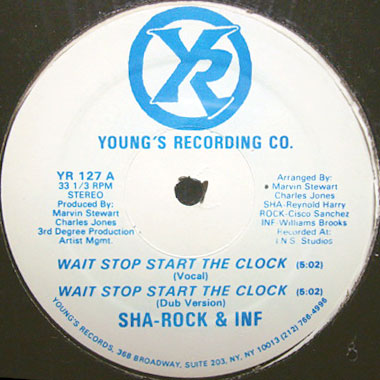 YR
YOUNG'S RECORDING CO.
YR 127 A
33 1/3 RPM
STEREO
Produced By:
Marvin Stewart
Charles Jones
3rd Degree Production
Artist Mgmt.
Arranged By:
Marvin Stewart
Charles Jones
SHA-Reynold Harry
ROCK-Cisco Sanchez
INF-Williams Brooks
Recorded At:
I.N.S. Studios
WAIT STOP START THE CLOCK (5:02)
(Vocal)
WAIT STOP START THE CLOCK (5:02)
(Dub Version)
SHA-ROCK & INF
YOUNG'S RECORDS, 368 BROADWAY, SUITE 203, NY, NY 10013 (212) 766-4998